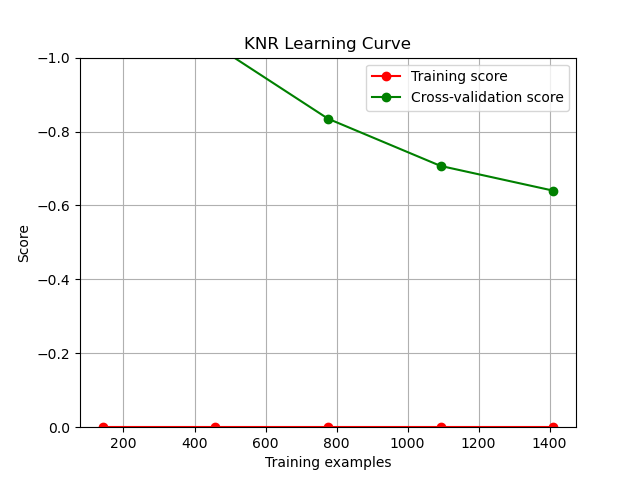 KNR Learning Curve
Training score
Cross-validation score
−1.0
−0.8
−0.6
−0.4
−0.2
0.0
Score
200 400 600 800 1000 1200 1400
Training examples